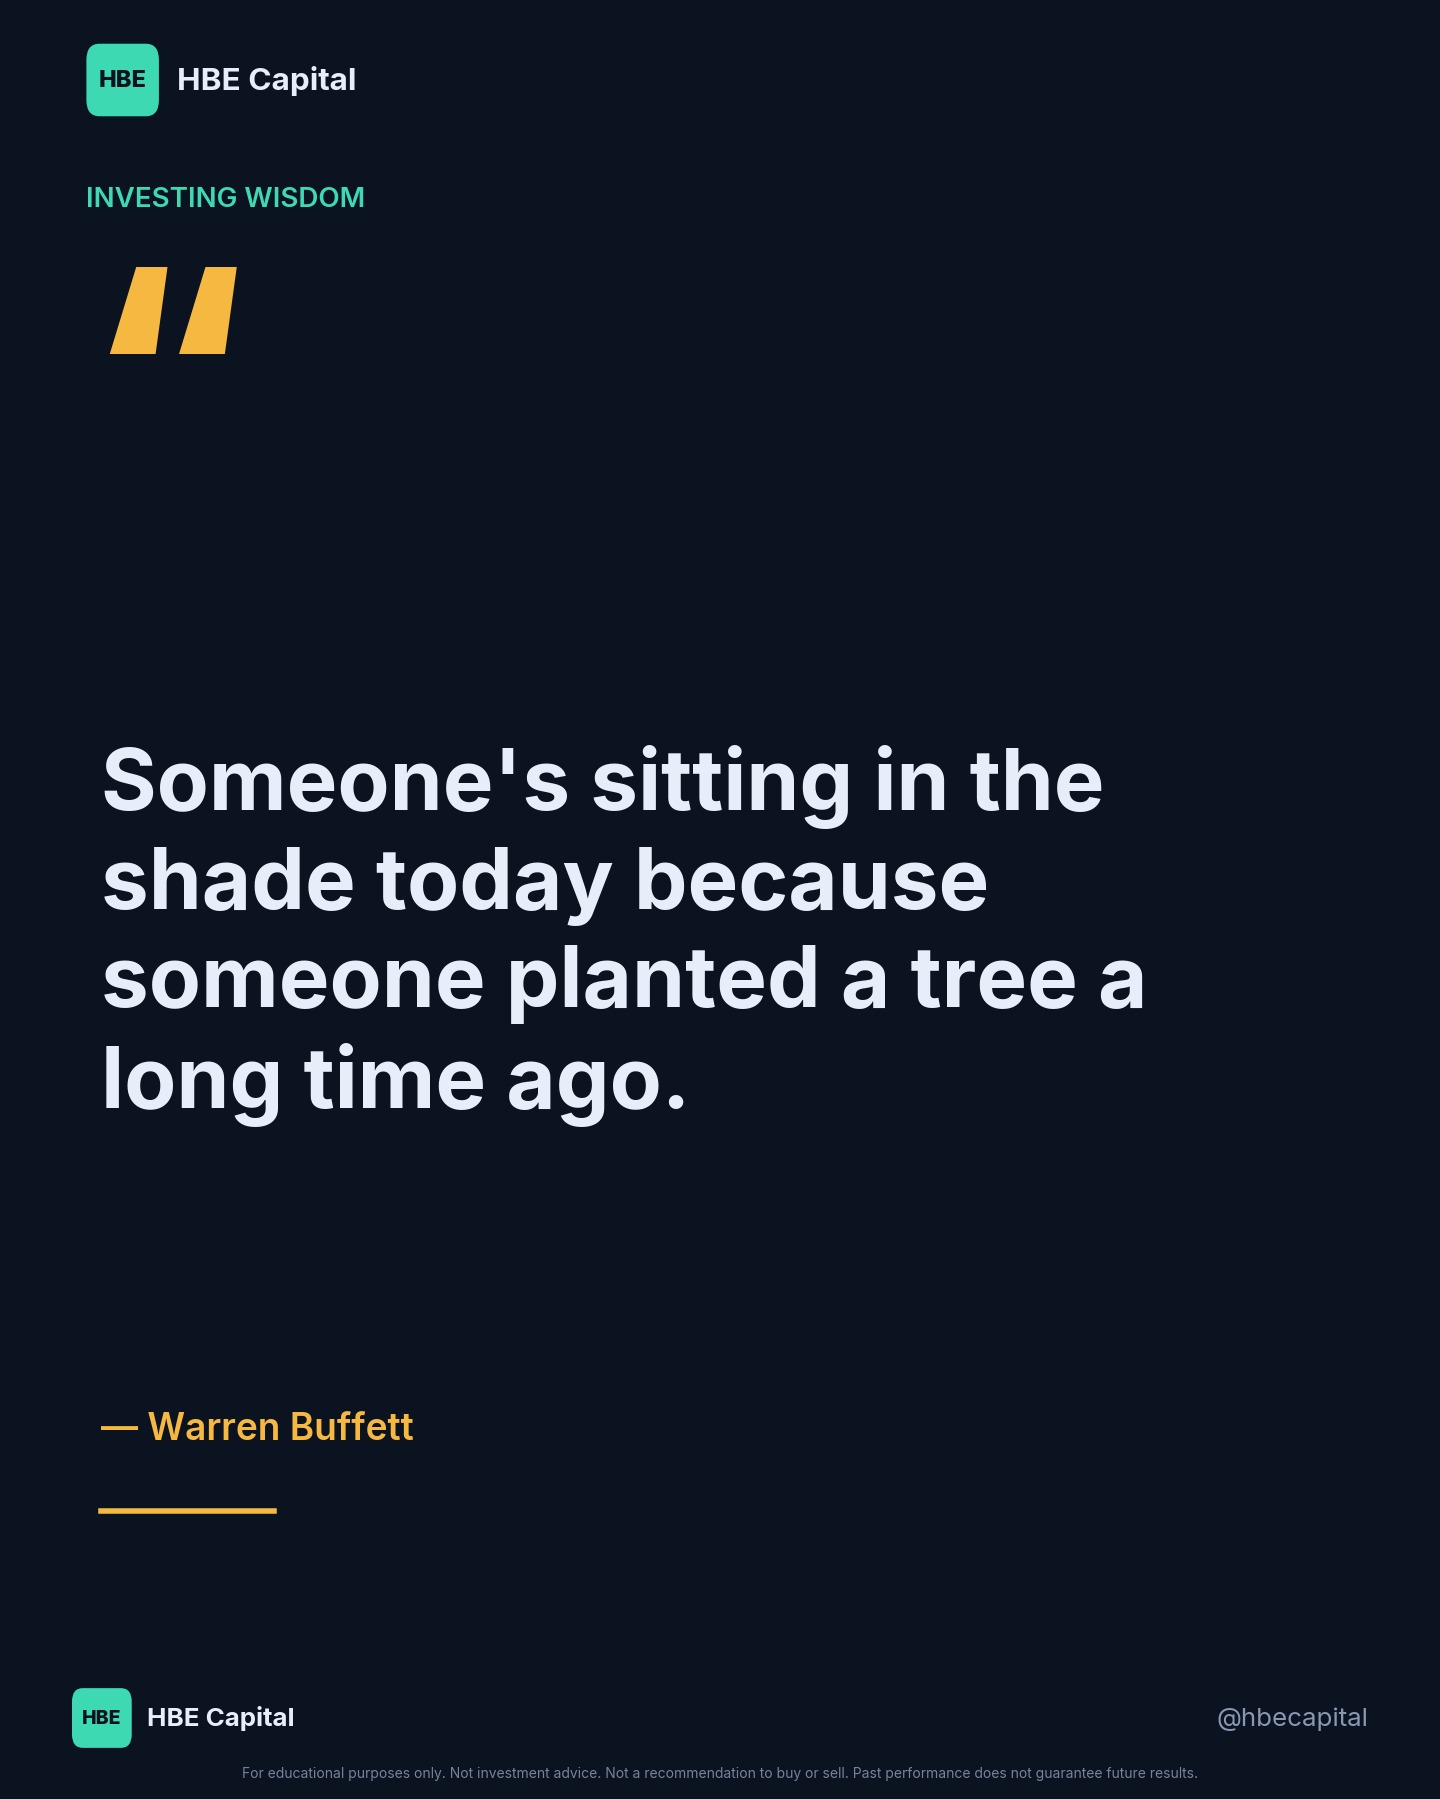 HBE HBE Capital
INVESTING WISDOM
"
Someone's sitting in the
shade today because
someone planted a tree a
long time ago.
— Warren Buffett
HBE HBE Capital
@hbecapital
For educational purposes only. Not investment advice. Not a recommendation to buy or sell. Past performance does not guarantee future results.